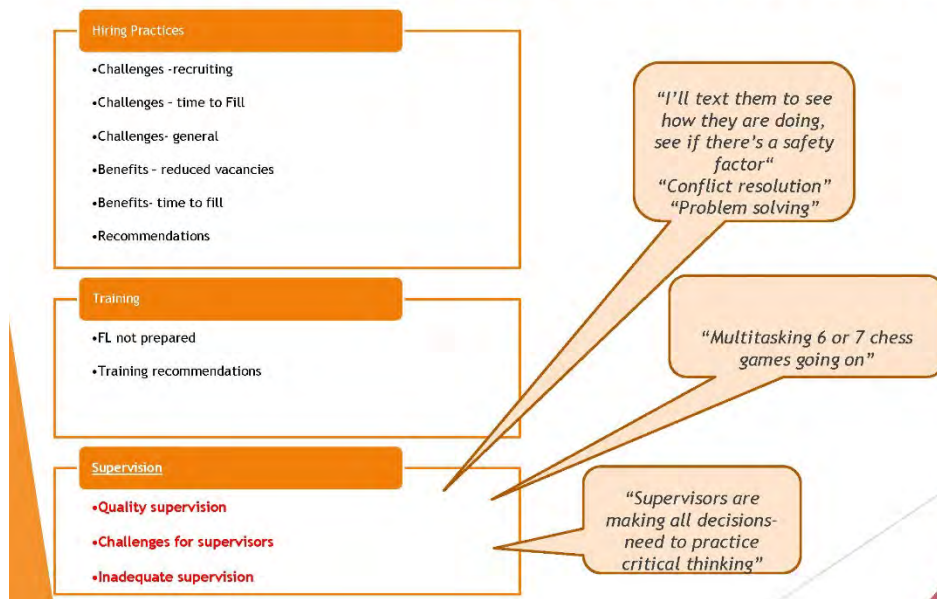 Hiring Practices
•Challenges -recruiting
•Challenges – time to Fill
•Challenges- general
•Benefits – reduced vacancies
•Benefits- time to fill
•Recommendations
Training
•FL not prepared
•Training recommendations
Supervision
•Quality supervision
•Challenges for supervisors
•Inadequate supervision
“I’ll text them to see
how they are doing,
see if there’s a safety
factor“
“Conflict resolution”
“Problem solving”
“Multitasking 6 or 7 chess
games going on”
“Supervisors are
making all decisions-
need to practice
critical thinking”